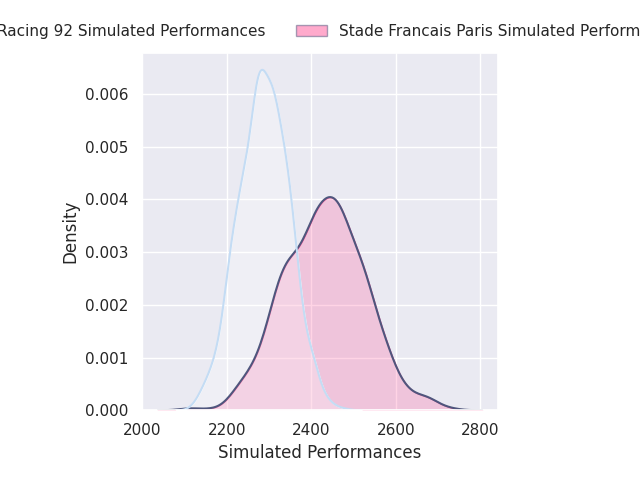 Racing 92 Simulated Performances
Stade Francais Paris Simulated Perform
0.006
0.005
0.004
0.003
0.002
0.001
0.000
Density
2000 2200 2400 2600 2800
Simulated Performances